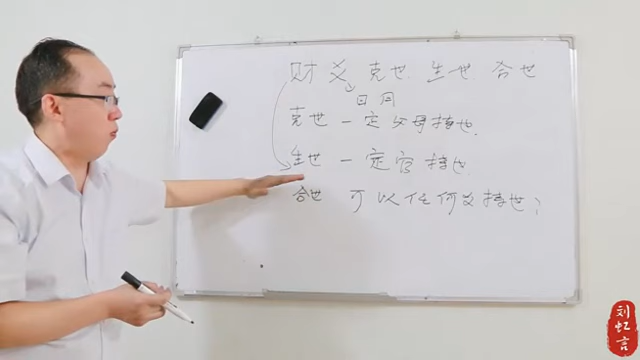 财爻 克世 生世 合世
日月
克世 一定父母持世.
生世 一定官持世.
合世 可以任何爻持世;
刘虹言